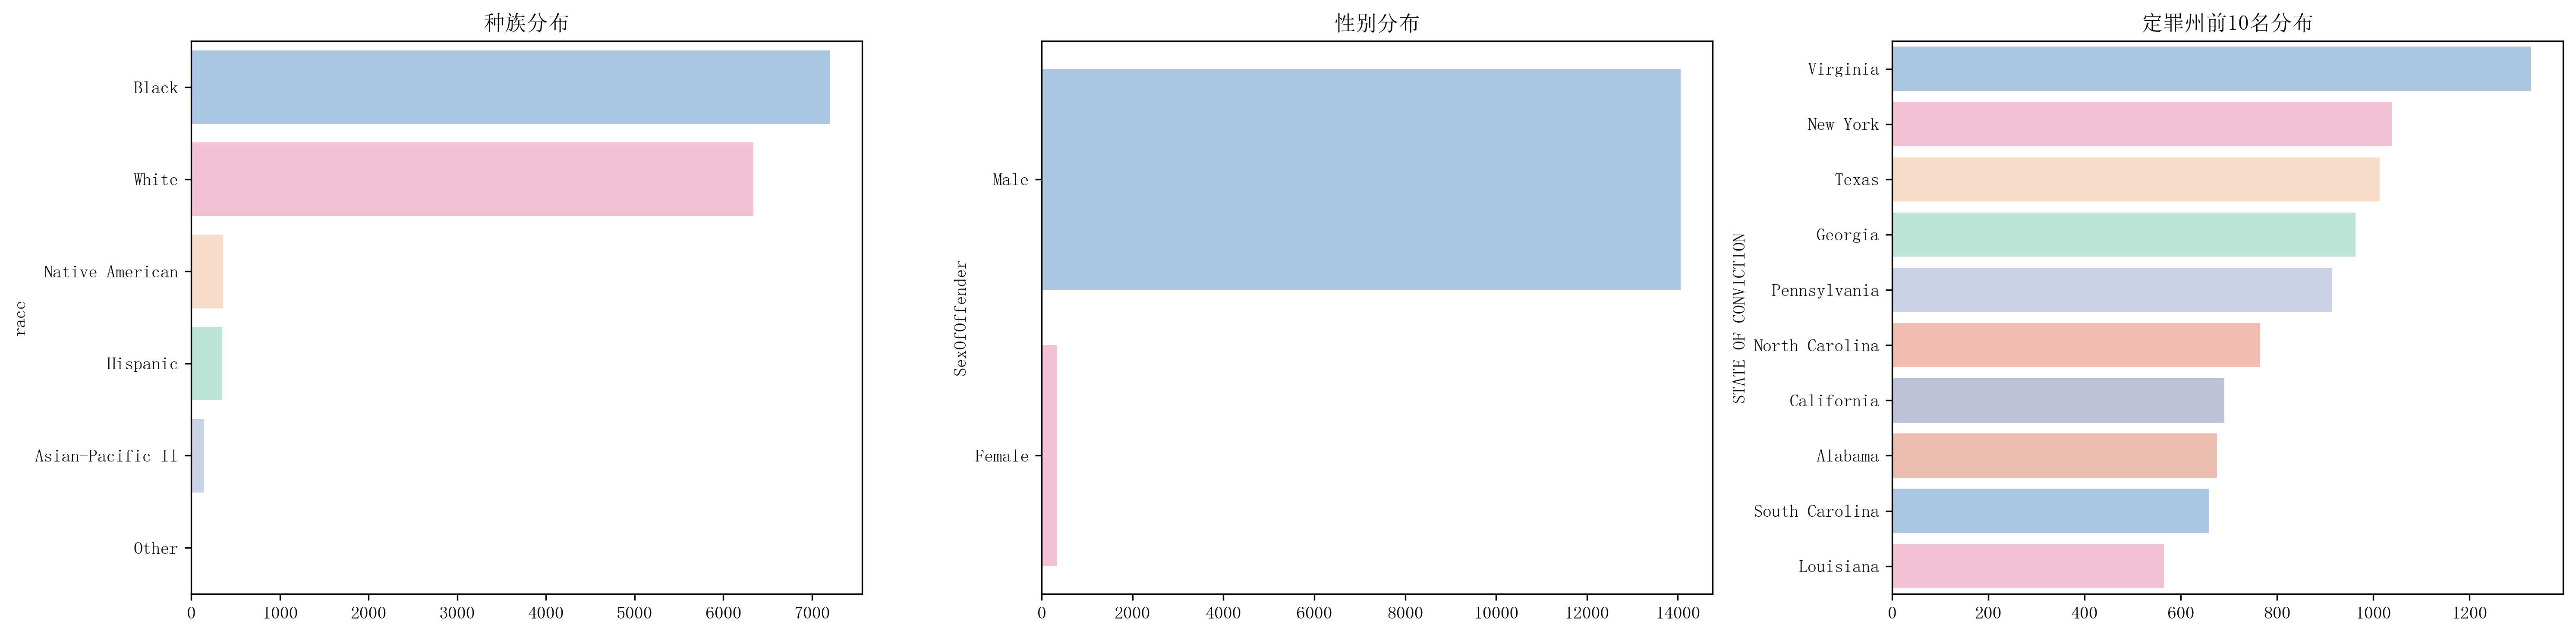 种族分布
race
Black
White
Native American
Hispanic
Asian-Pacific Il
Other
0 1000 2000 3000 4000 5000 6000 7000
性别分布
SexOfOffender
Male
Female
0 2000 4000 6000 8000 10000 12000 14000
定罪州前10名分布
STATE OF CONVICTION
Virginia
New York
Texas
Georgia
Pennsylvania
North Carolina
California
Alabama
South Carolina
Louisiana
0 200 400 600 800 1000 1200